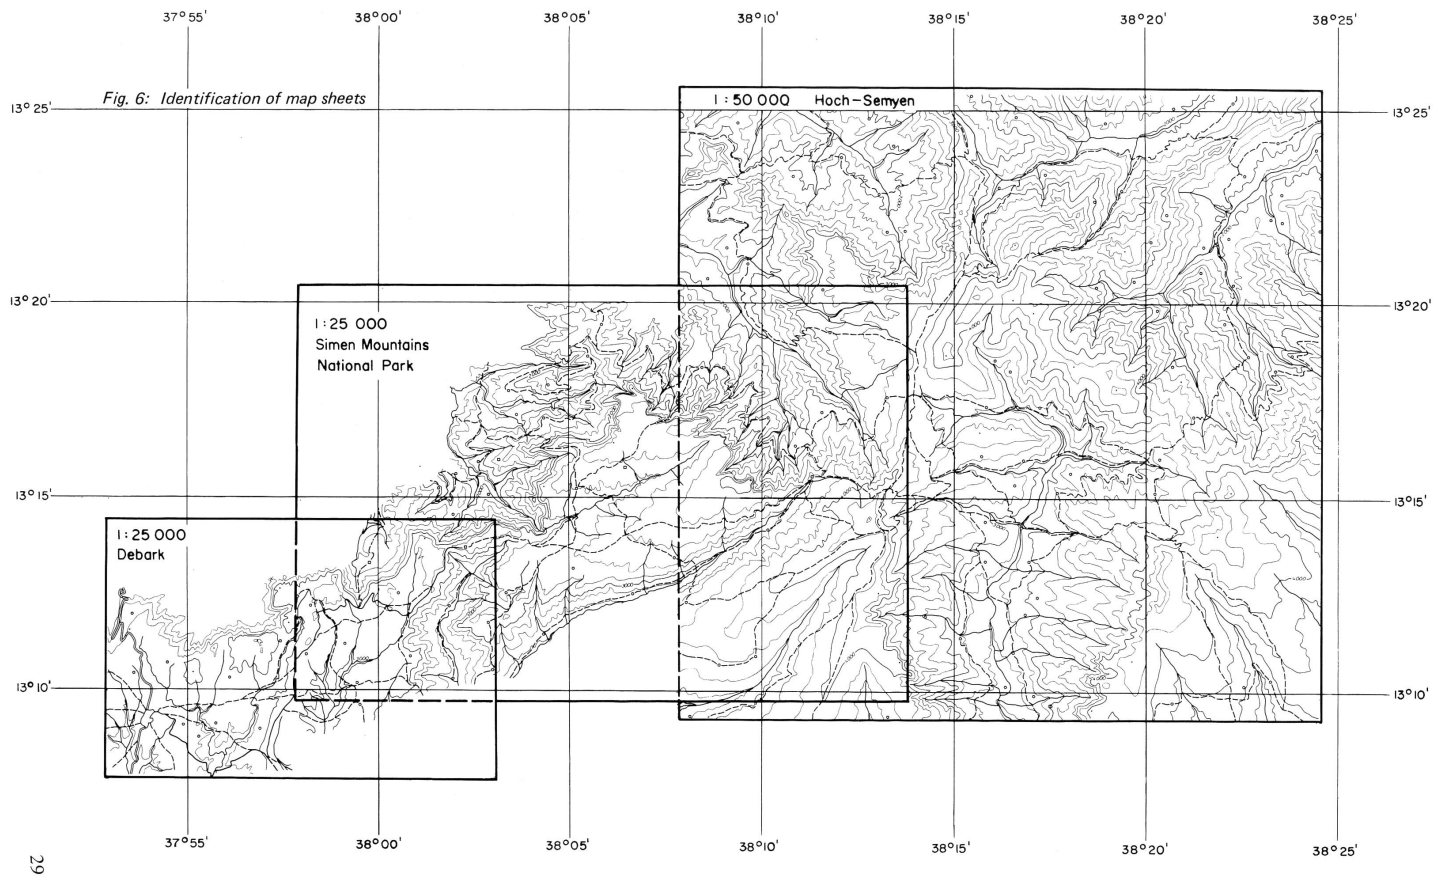 37°55' 38°00' 38°05' 38°10' 38°15' 38°20' 38°25'
Fig. 6: Identification of map sheets
1:50 000 Hoch-Semyen
13°25' 13°25'
13°20' 13°20'
1:25 000
Simen Mountains
National Park
13°15' 13°15'
1:25 000
Debark
13°10' 13°10'
37°55' 38°00' 38°05' 38°10' 38°15' 38°20' 38°25'
29